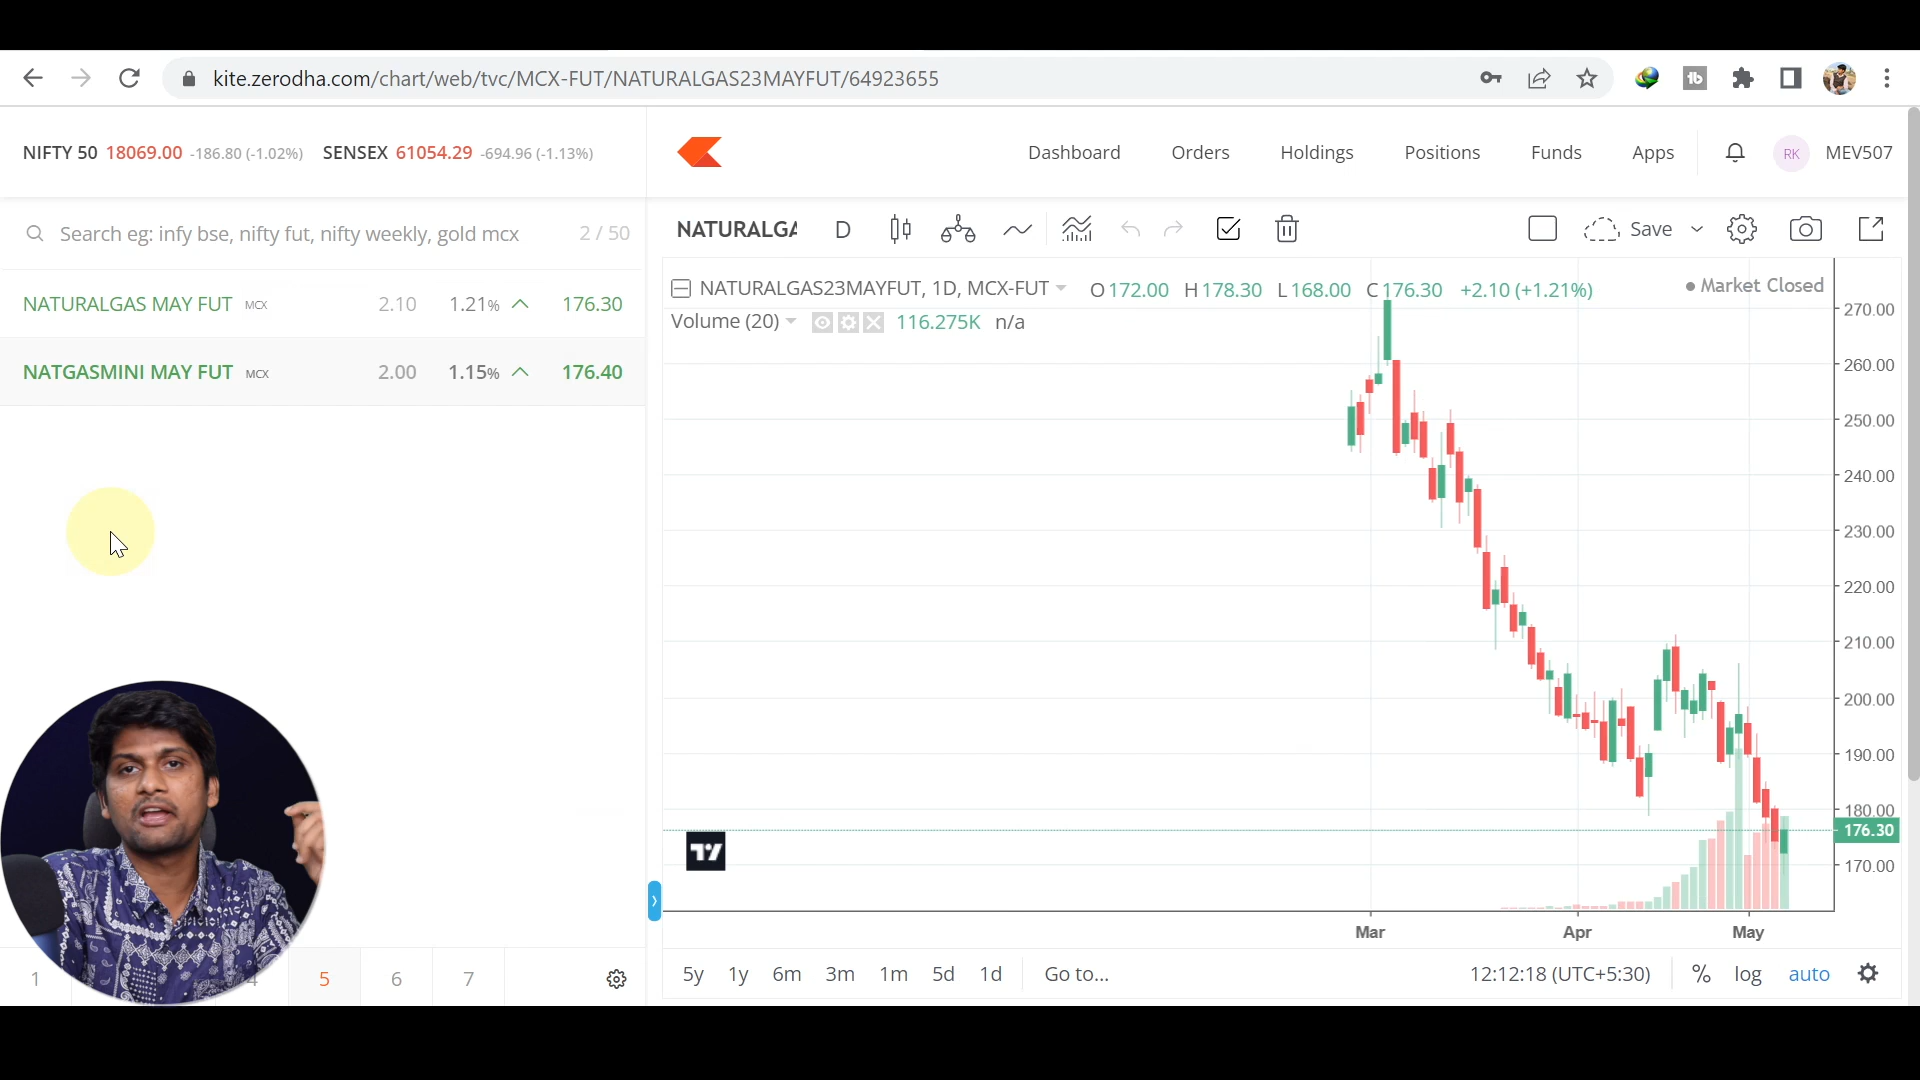 kite.zerodha.com/chart/web/tvc/MCX-FUT/NATURALGAS23MAYFUT/64923655
NIFTY 50 18069.00 -186.80 (-1.02%) SENSEX 61054.29 -694.96 (-1.13%)
Dashboard Orders Holdings Positions Funds Apps RK MEV507
Search eg: infy bse, nifty fut, nifty weekly, gold mcx 2 / 50
NATURALGA D Save
NATURALGAS MAY FUT MCX 2.10 1.21% 176.30
NATGASMINI MAY FUT MCX 2.00 1.15% 176.40
NATURALGAS23MAYFUT, 1D, MCX-FUT O172.00 H178.30 L168.00 C176.30 +2.10 (+1.21%) Market Closed
Volume (20) 116.275K n/a
270.00
260.00
250.00
240.00
230.00
220.00
210.00
200.00
190.00
180.00
176.30
170.00
Mar Apr May
1 4 5 6 7
5y 1y 6m 3m 1m 5d 1d Go to... 12:12:18 (UTC+5:30) % log auto